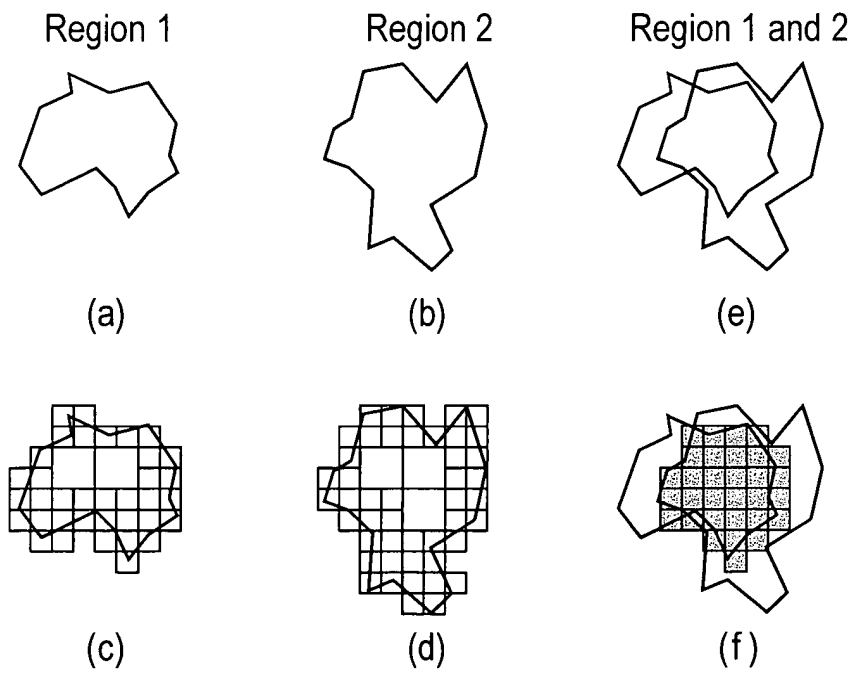 Region 1
Region 2
Region 1 and 2
(a)
(b)
(e)
(c)
(d)
(f)